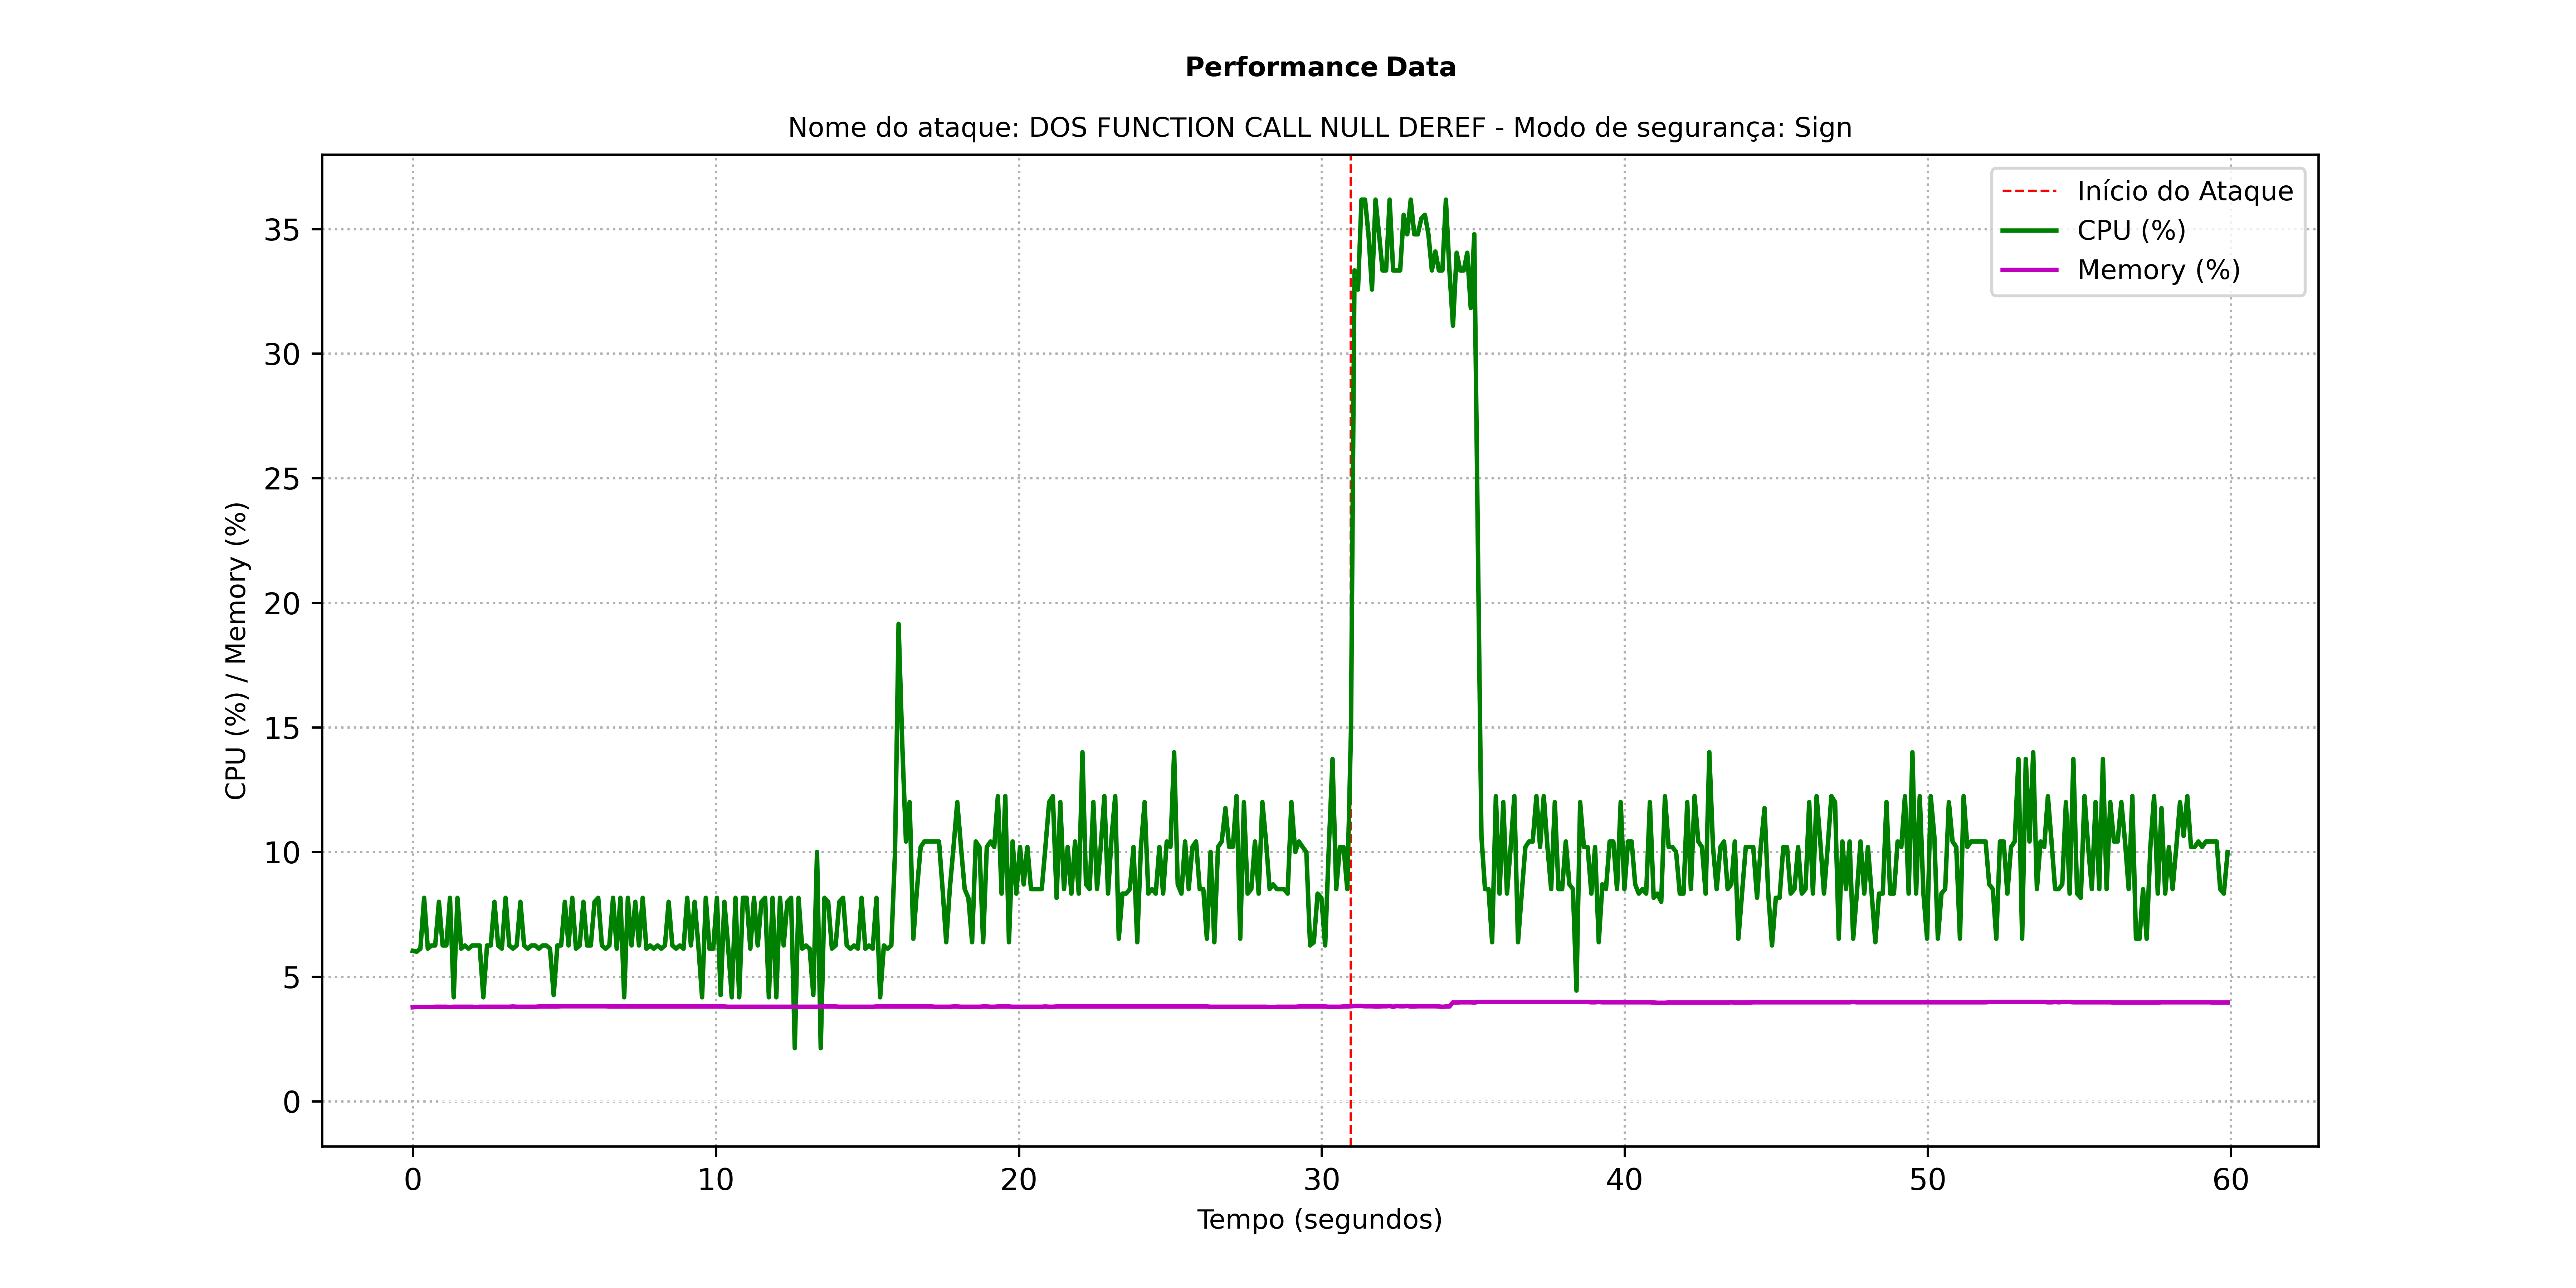 Performance Data
Nome do ataque: DOS FUNCTION CALL NULL DEREF - Modo de segurança: Sign
Início do Ataque
CPU (%)
Memory (%)
35
30
25
20
15
10
5
0
CPU (%) / Memory (%)
0 10 20 30 40 50 60
Tempo (segundos)